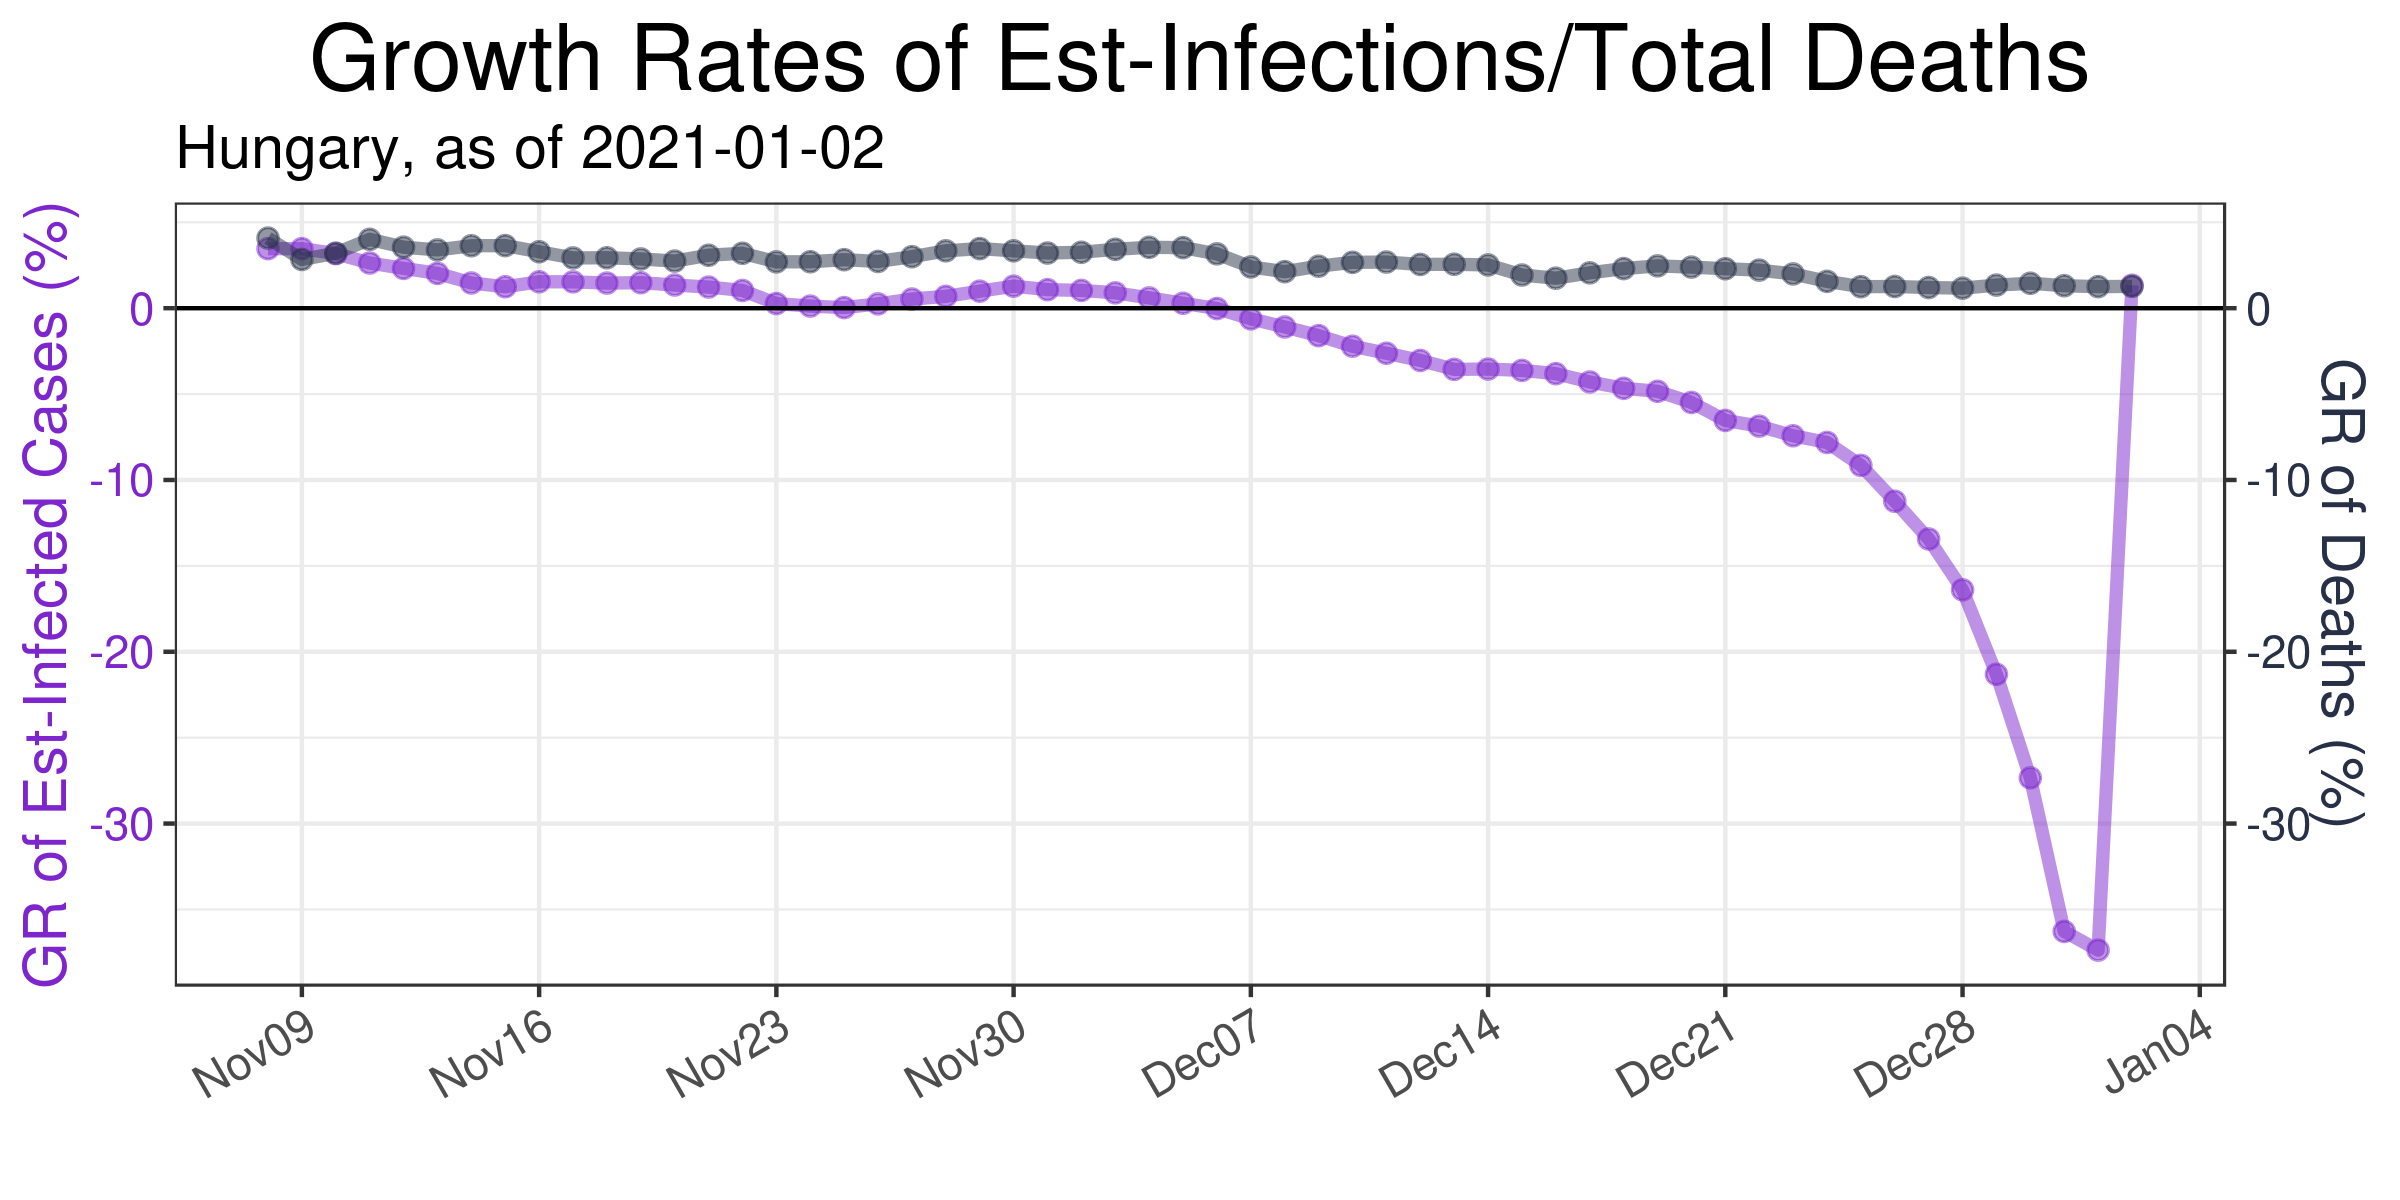 Growth Rates of Est-Infections/Total Deaths
Hungary, as of 2021-01-02
GR of Est-Infected Cases (%)
0
-10
-20
-30
0
-10
-20
-30
GR of Deaths (%)
Nov09
Nov16
Nov23
Nov30
Dec07
Dec14
Dec21
Dec28
Jan04